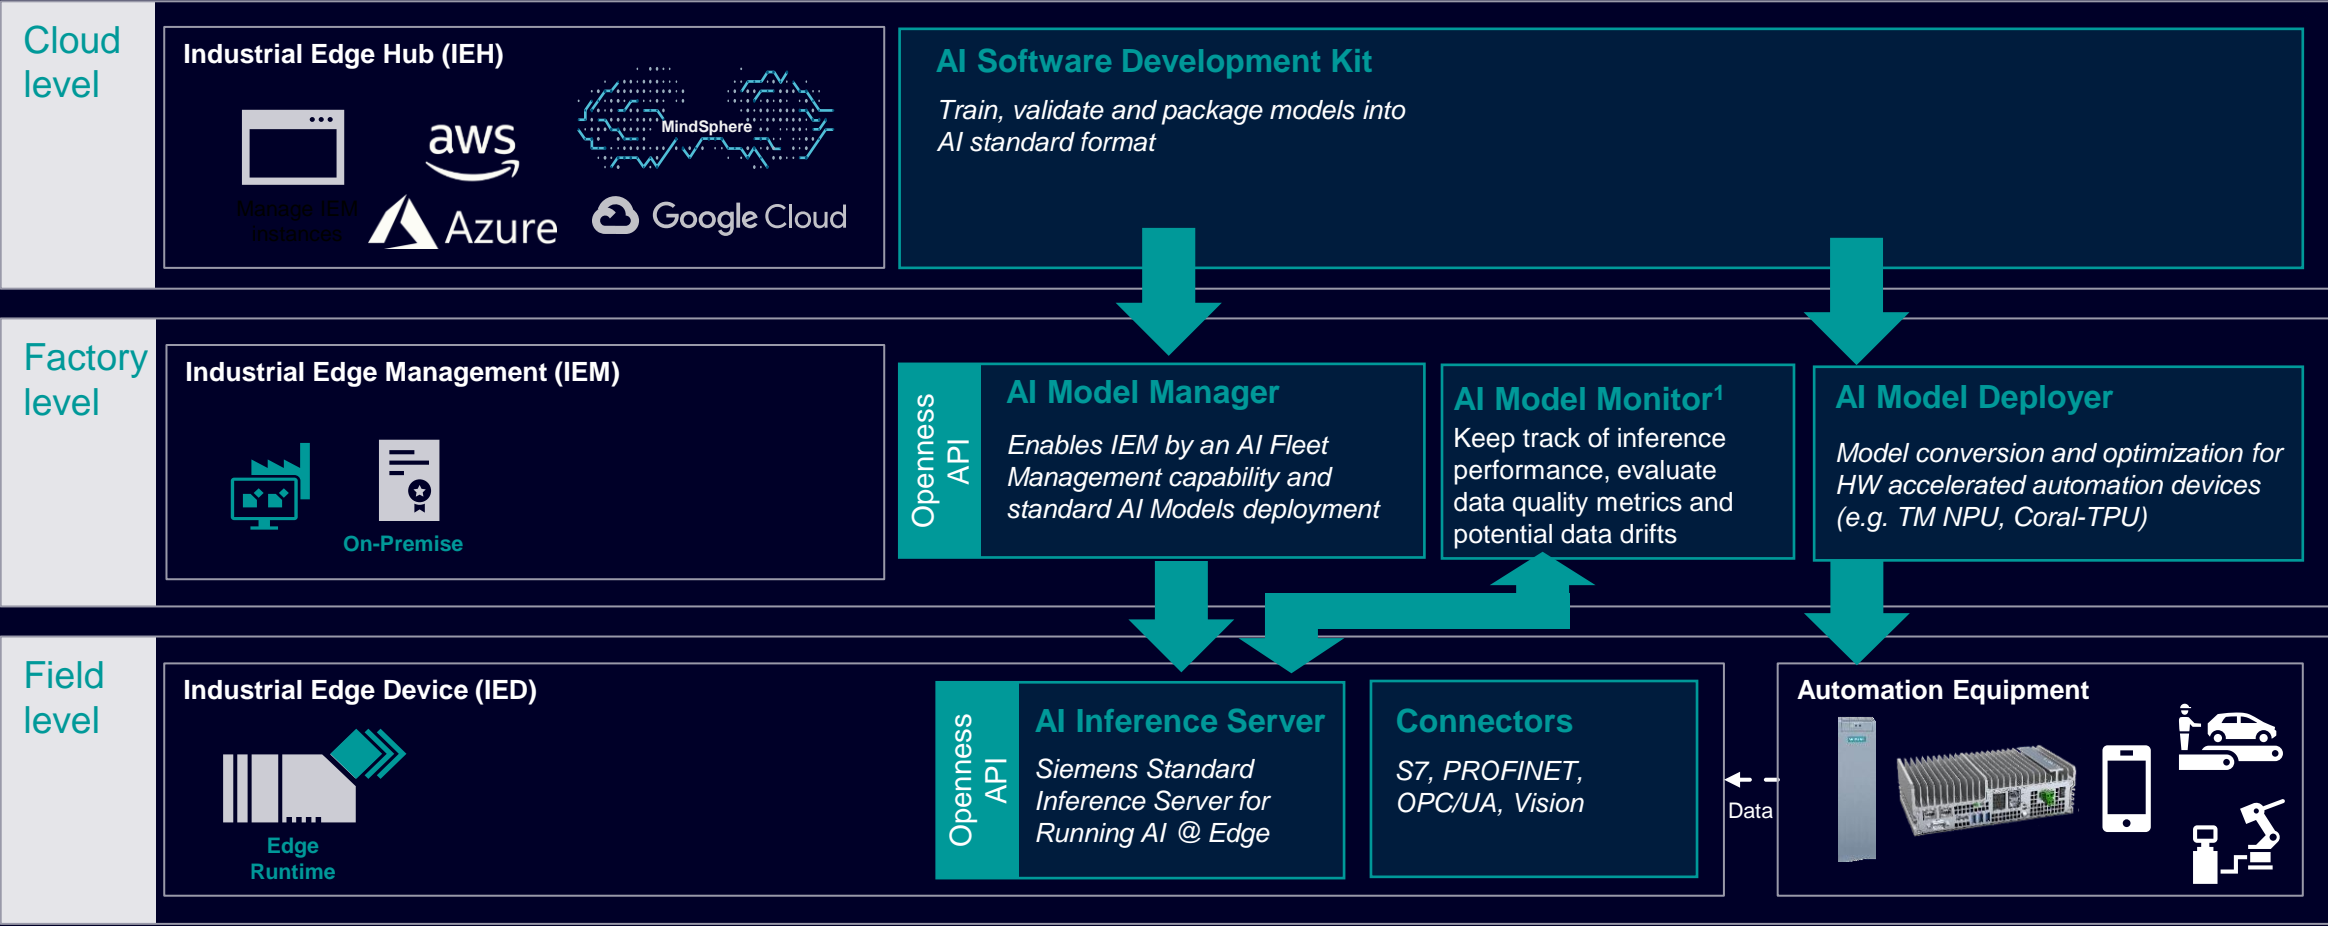 Cloud
level
Industrial Edge Hub (IEH)
MindSphere
aws
Manage IEM
instances
Azure
Google Cloud
AI Software Development Kit
Train, validate and package models into
AI standard format
Factory
level
Industrial Edge Management (IEM)
On-Premise
Openness
API
AI Model Manager
Enables IEM by an AI Fleet
Management capability and
standard AI Models deployment
AI Model Monitor¹
Keep track of inference
performance, evaluate
data quality metrics and
potential data drifts
AI Model Deployer
Model conversion and optimization for
HW accelerated automation devices
(e.g. TM NPU, Coral-TPU)
Field
level
Industrial Edge Device (IED)
Edge
Runtime
Openness
API
AI Inference Server
Siemens Standard
Inference Server for
Running AI @ Edge
Connectors
S7, PROFINET,
OPC/UA, Vision
Data
Automation Equipment